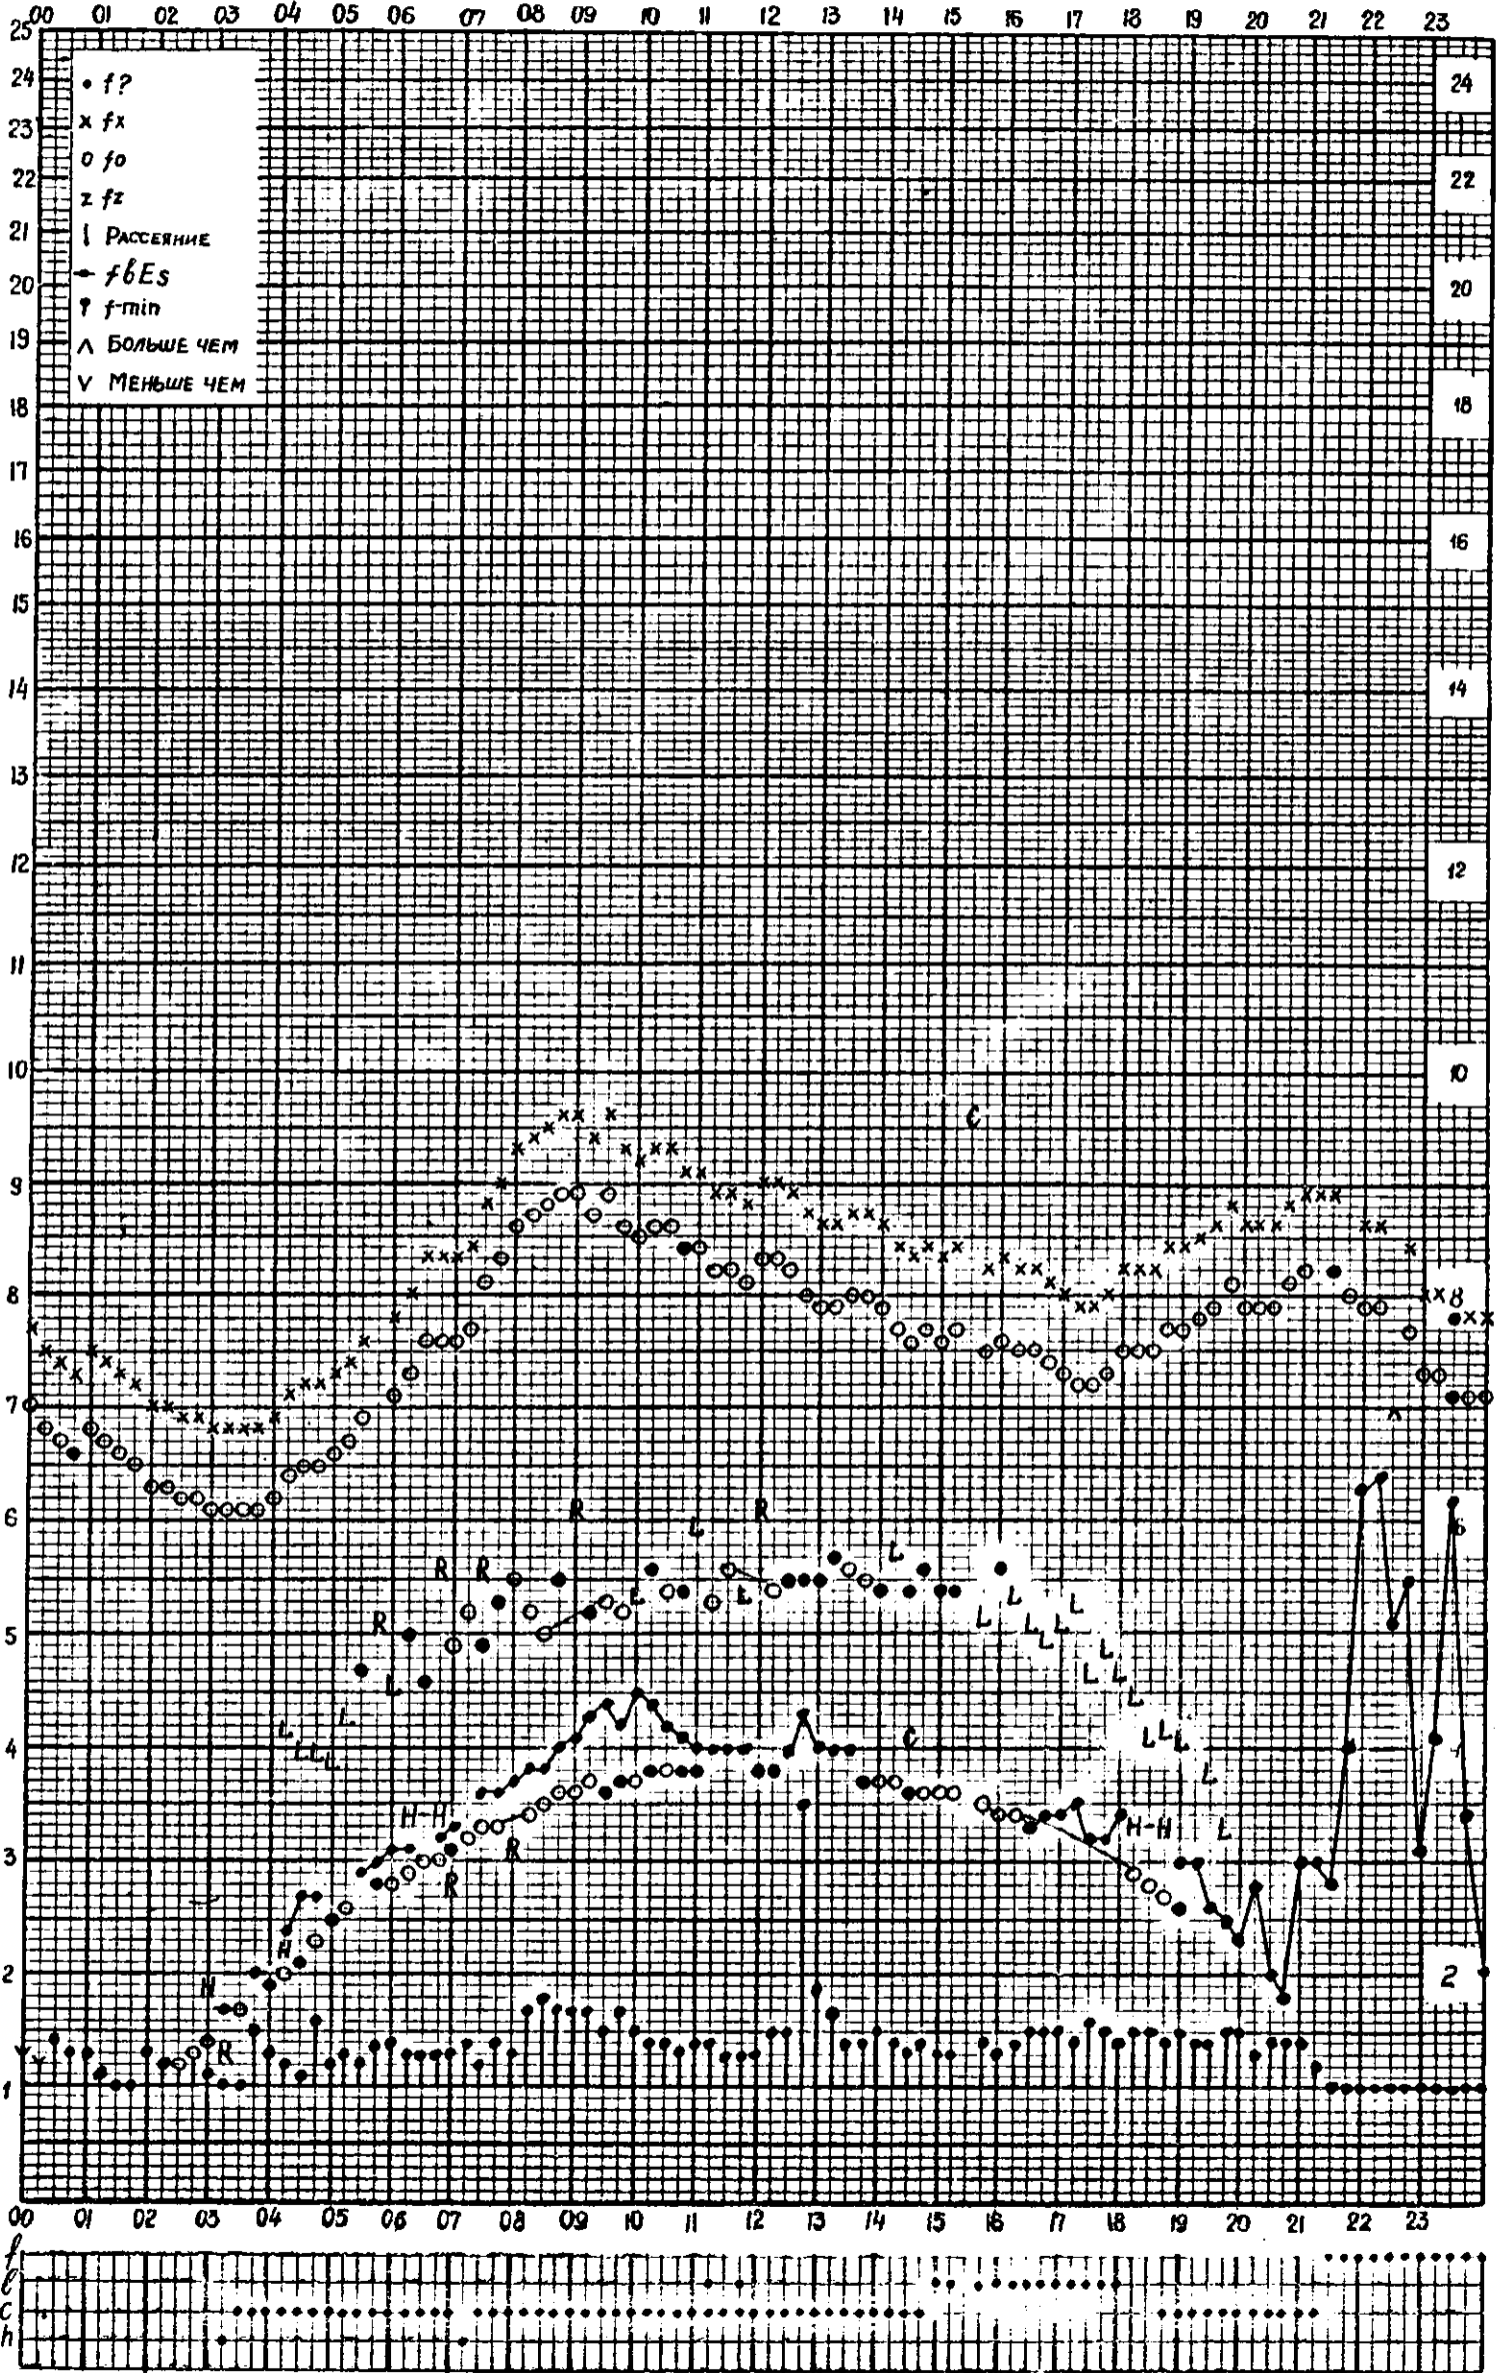 00 01 02 03 04 05 06 07 08 09 10 11 12 13 14 15 16 17 18 19 20 21 22 23
25
24 24
• f?
x fx
23
o fo
22 z fz 22
21 | РАССЕЯНИЕ
fbEs
20 20
f-min
19 ∧ БОЛЬШЕ ЧЕМ
∨ МЕНЬШЕ ЧЕМ
18 18
17
16 16
15
14 14
13
12 12
11
10 10
C
9
8 8
7
R R
6 6
L
R R L
L L
R L L L L L
5
L L L L
L L
L L L L
L L L L C L L L
4
L
H-H H-H L
R
3
R
H
2 H 2
R
1
00 01 02 03 04 05 06 07 08 09 10 11 12 13 14 15 16 17 18 19 20 21 22 23
f
l
c
h